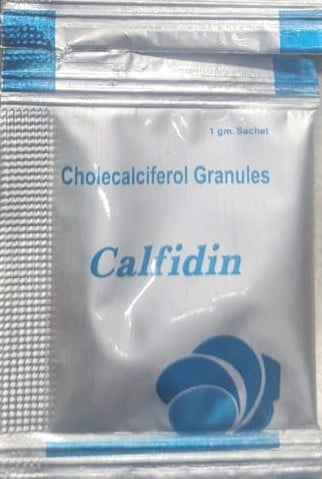 1 gm. Sachet
Cholecalciferol Granules
Calfidin